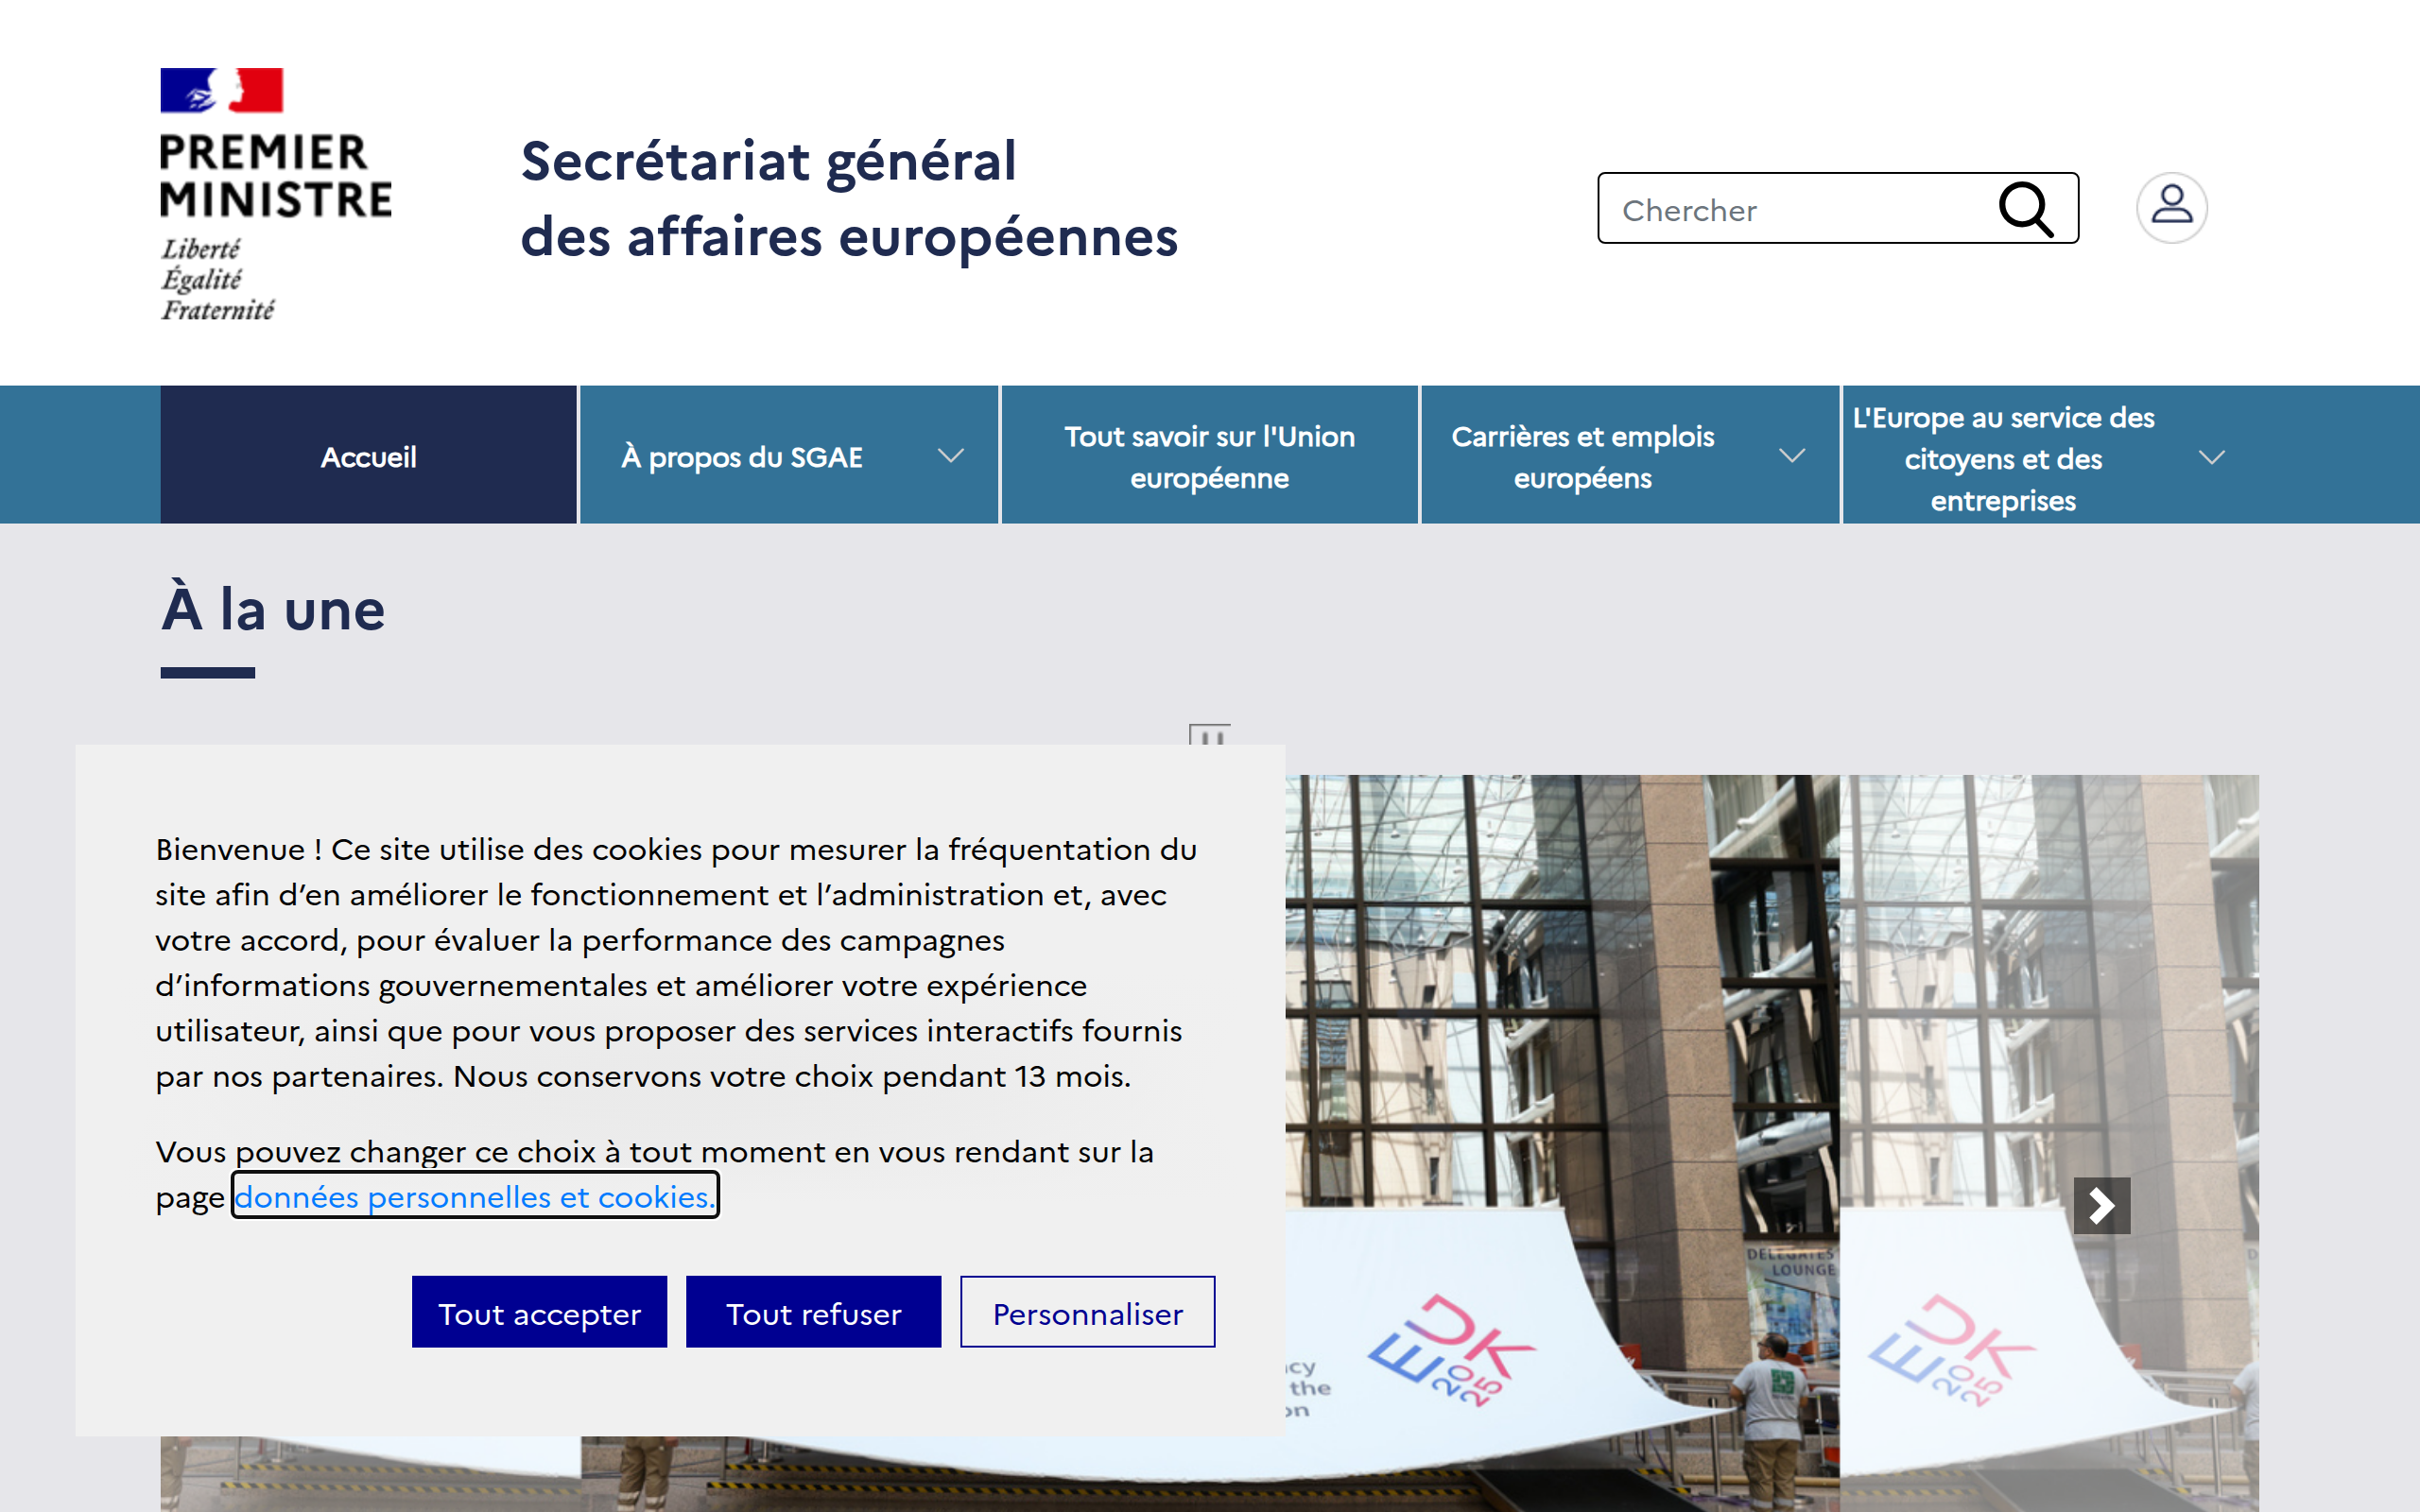 PREMIER
MINISTRE
Liberté
Égalité
Fraternité
Secrétariat général
des affaires européennes
Chercher
Accueil
À propos du SGAE
Tout savoir sur l'Union
européenne
Carrières et emplois
européens
L'Europe au service des
citoyens et des
entreprises
À la une
Bienvenue ! Ce site utilise des cookies pour mesurer la fréquentation du
site afin d’en améliorer le fonctionnement et l’administration et, avec
votre accord, pour évaluer la performance des campagnes
d’informations gouvernementales et améliorer votre expérience
utilisateur, ainsi que pour vous proposer des services interactifs fournis
par nos partenaires. Nous conservons votre choix pendant 13 mois.
Vous pouvez changer ce choix à tout moment en vous rendant sur la
page données personnelles et cookies.
Tout accepter
Tout refuser
Personnaliser
DELEGATES'
LOUNGE
the
DK
E 20
25
DK
E 20
25